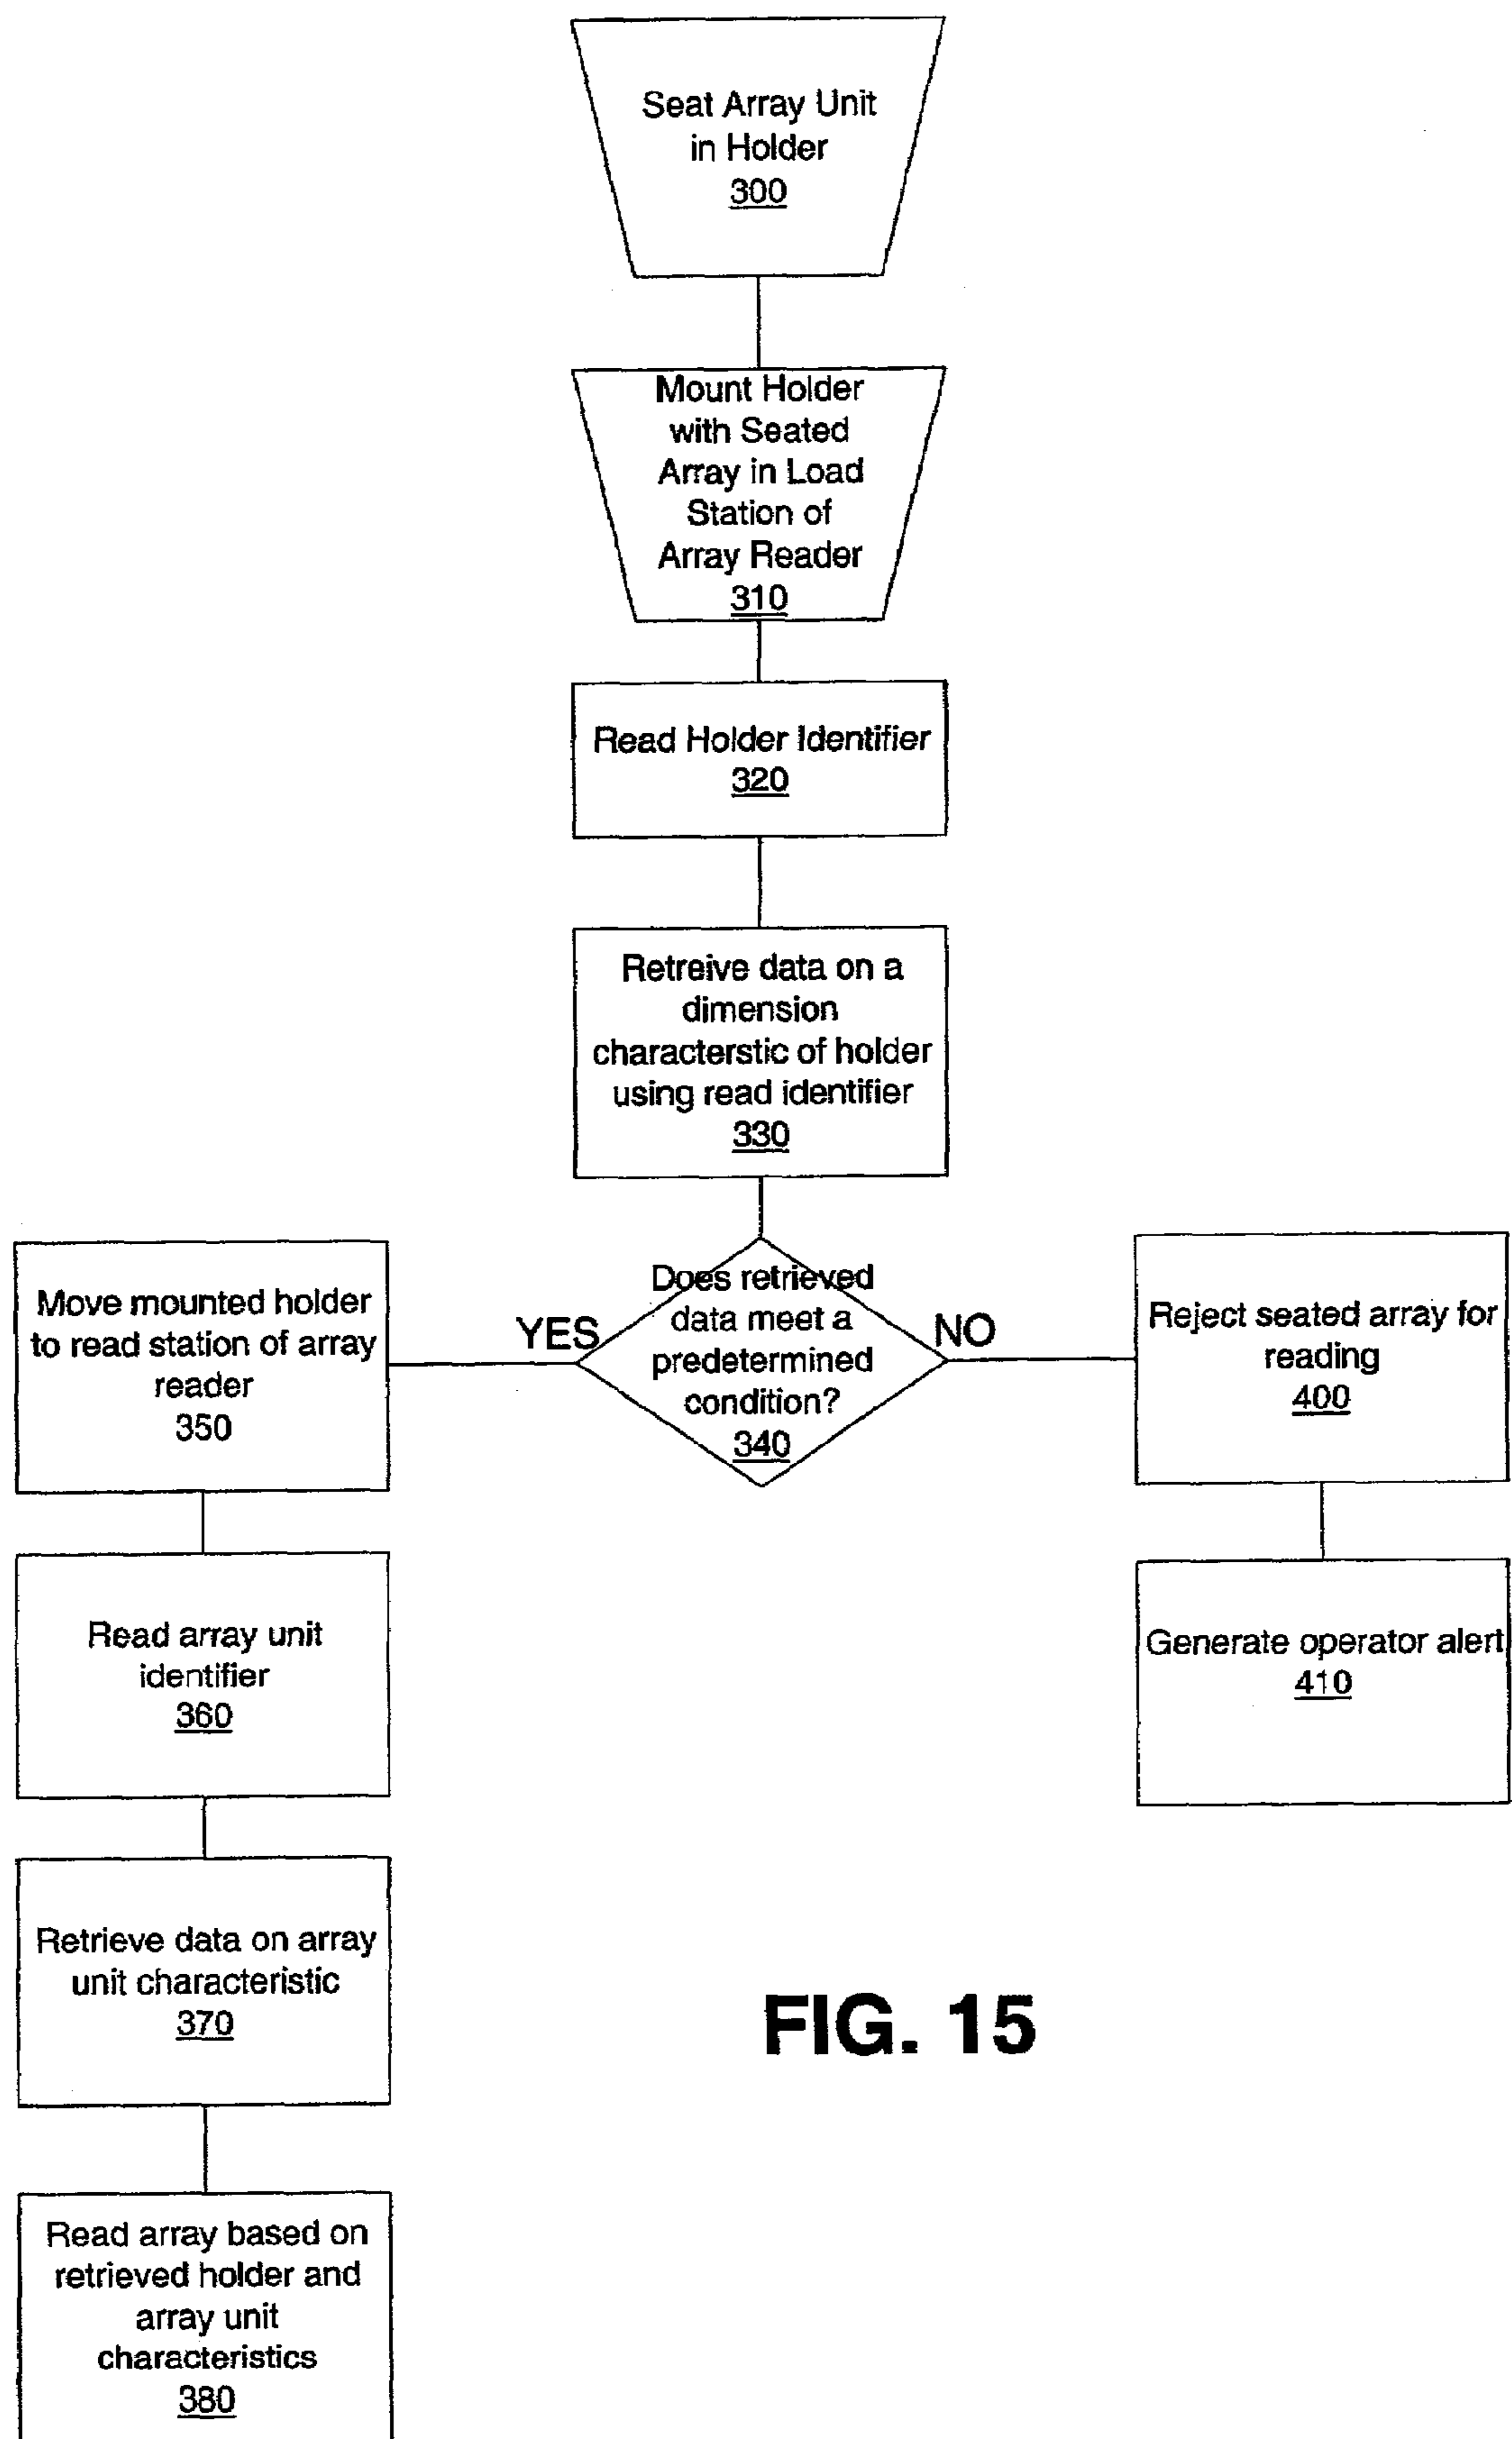 Seat Array Unit
in Holder
300
Mount Holder
with Seated
Array in Load
Station of
Array Reader
310
Read Holder Identifier
320
Retreive data on a
dimension
characterstic of holder
using read identifier
330
Does retrieved
data meet a
predetermined
condition?
340
YES
NO
Move mounted holder
to read station of array
reader
350
Read array unit
identifier
360
Retrieve data on array
unit characteristic
370
Read array based on
retrieved holder and
array unit
characteristics
380
Reject seated array for
reading
400
Generate operator alert
410
FIG. 15